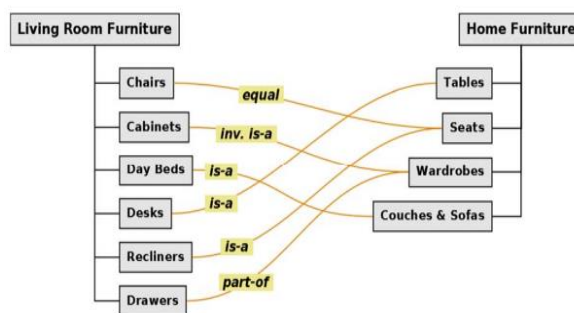 Living Room Furniture
Home Furniture
Chairs
equal
Tables
Cabinets
inv. is-a
Seats
Day Beds
is-a
Wardrobes
Desks
is-a
Couches & Sofas
Recliners
is-a
Drawers
part-of